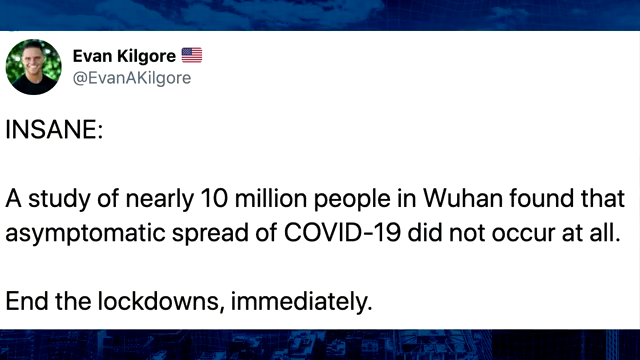 Evan Kilgore 🇺🇸
@EvanAKilgore
INSANE:
A study of nearly 10 million people in Wuhan found that
asymptomatic spread of COVID-19 did not occur at all.
End the lockdowns, immediately.